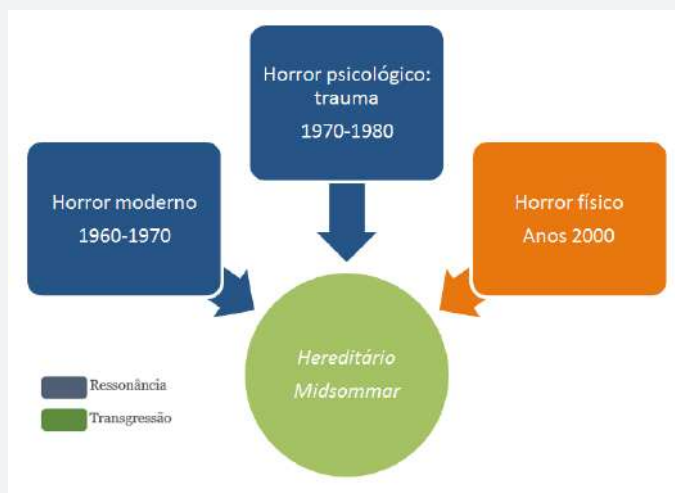 Horror psicológico:
trauma
1970-1980
Horror moderno
1960-1970
Horror físico
Anos 2000
Hereditário
Midsommar
Ressonância
Transgressão